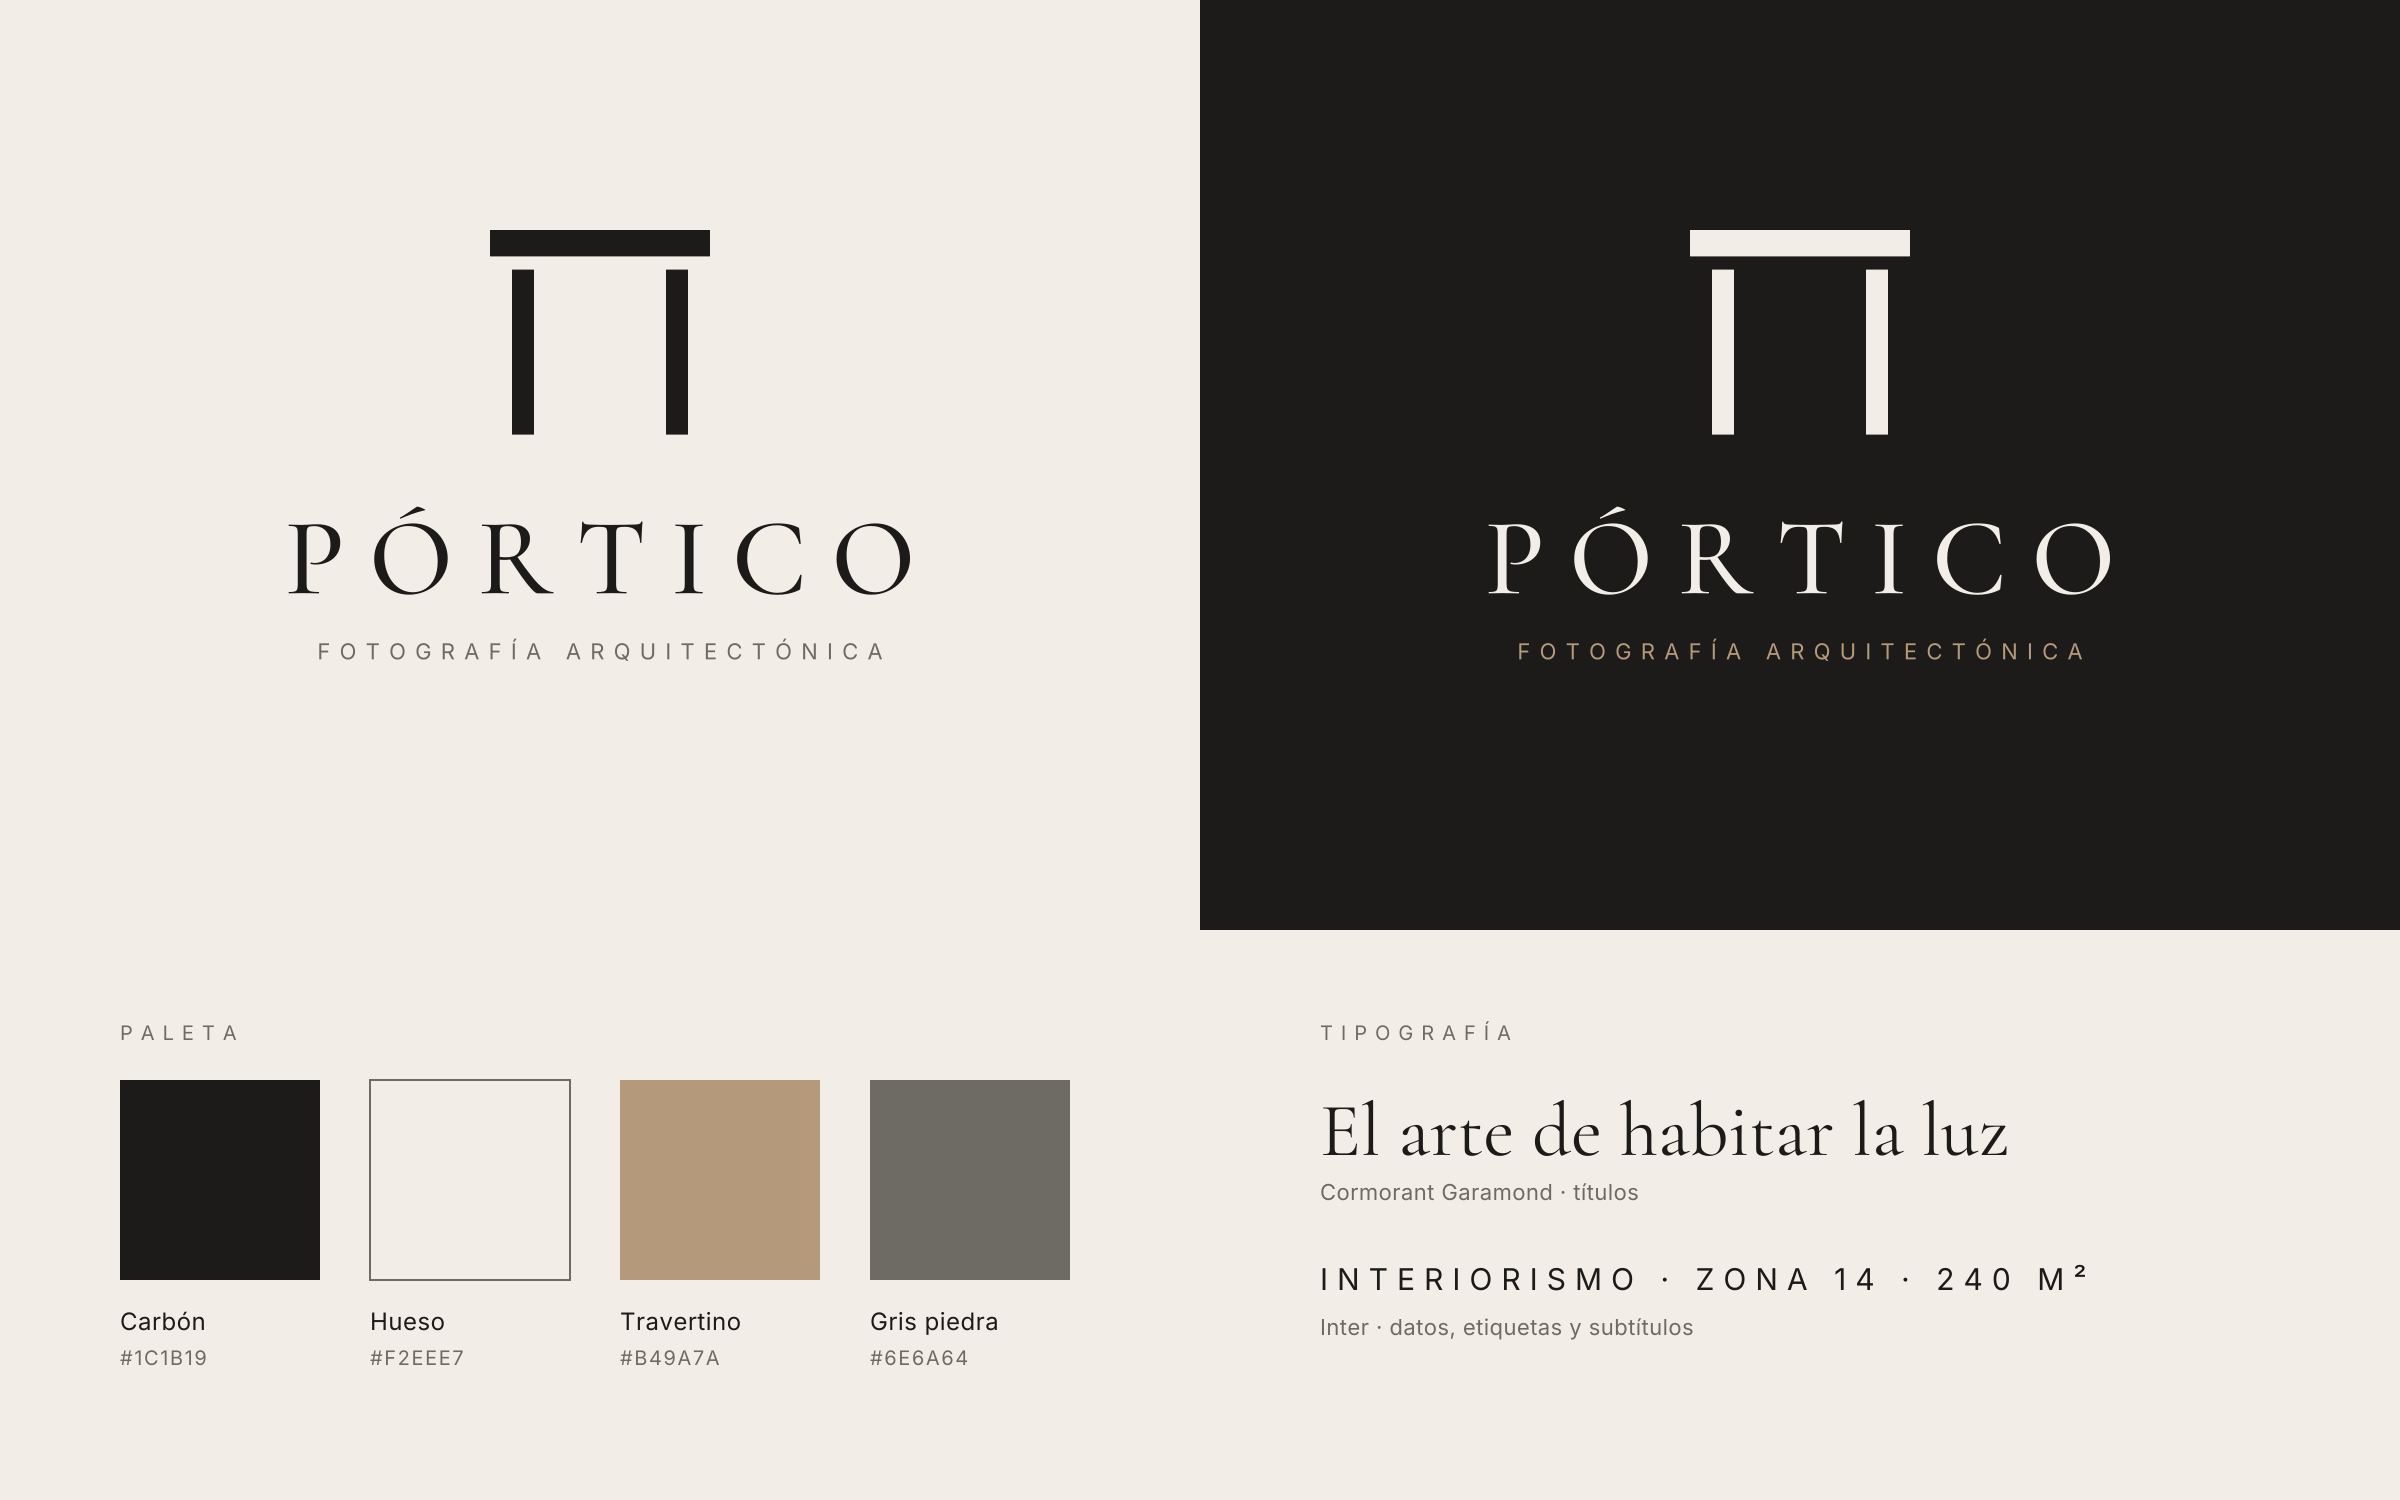 PÓRTICO
FOTOGRAFÍA ARQUITECTÓNICA
PÓRTICO
FOTOGRAFÍA ARQUITECTÓNICA
PALETA
Carbón
#1C1B19
Hueso
#F2EEE7
Travertino
#B49A7A
Gris piedra
#6E6A64
TIPOGRAFÍA
El arte de habitar la luz
Cormorant Garamond · títulos
INTERIORISMO · ZONA 14 · 240 M²
Inter · datos, etiquetas y subtítulos